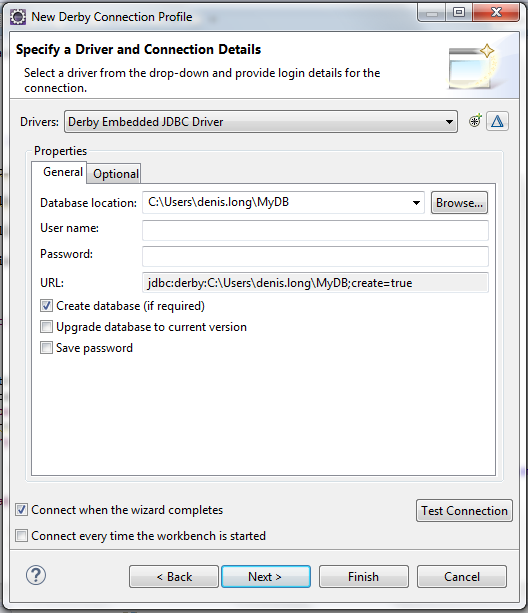 New Derby Connection Profile
Specify a Driver and Connection Details
Select a driver from the drop-down and provide login details for the
connection.
Drivers: Derby Embedded JDBC Driver
Properties
General Optional
Database location: C:\Users\denis.long\MyDB Browse...
User name:
Password:
URL: jdbc:derby:C:\Users\denis.long\MyDB;create=true
Create database (if required)
Upgrade database to current version
Save password
Connect when the wizard completes Test Connection
Connect every time the workbench is started
? < Back Next > Finish Cancel